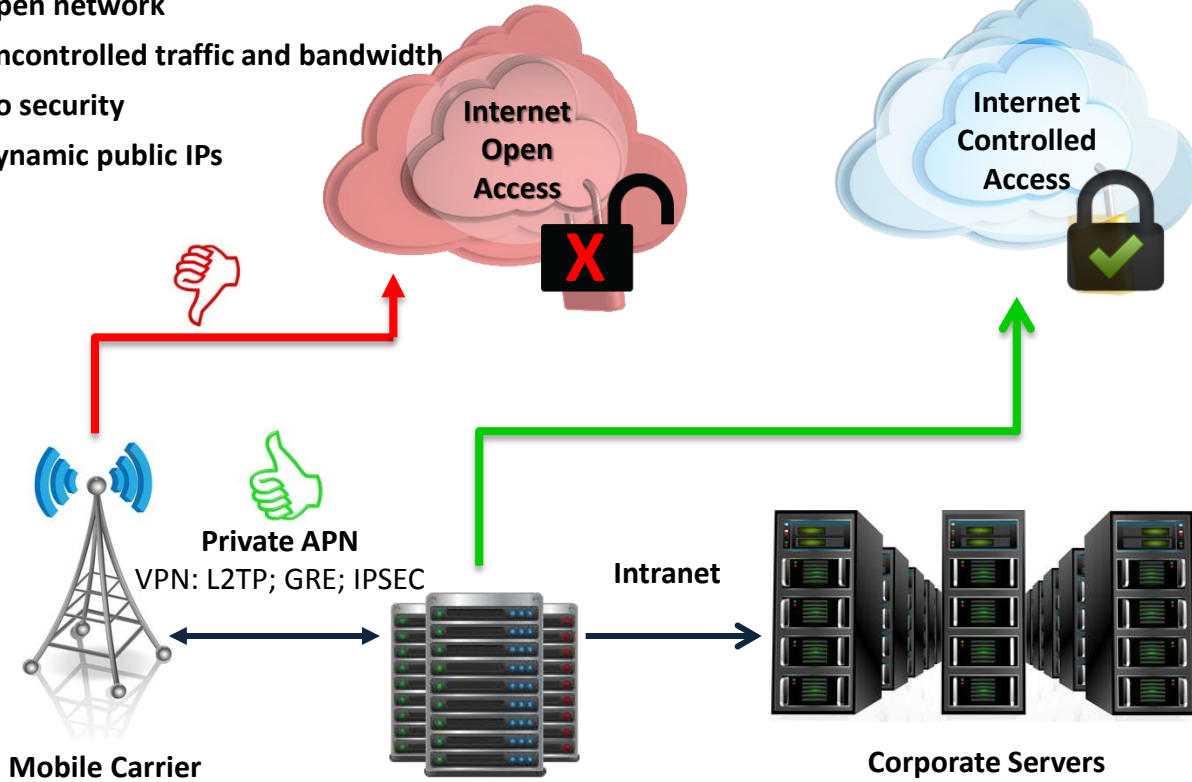 pen network
ncontrolled traffic and bandwidth
o security
ynamic public IPs
Internet
Open
Access
X
Internet
Controlled
Access
Private APN
VPN: L2TP; GRE; IPSEC
Intranet
Mobile Carrier
Corporate Servers